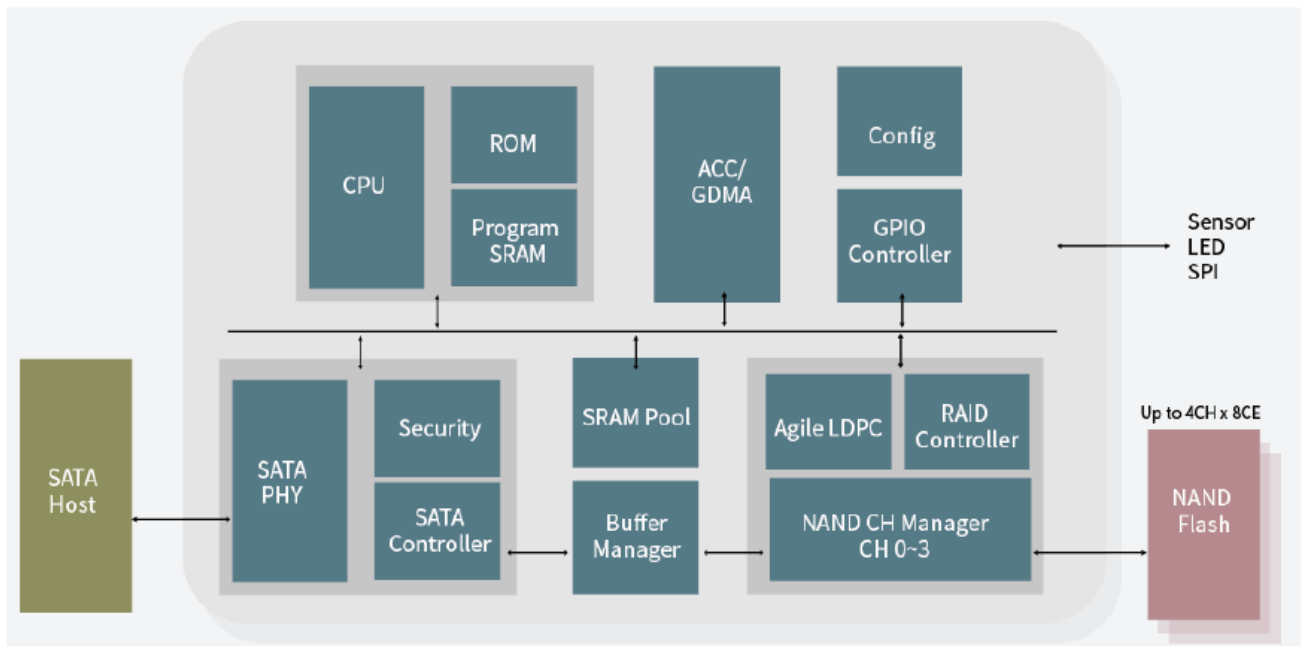 CPU
ROM
Program
SRAM
ACC/
GDMA
Config
GPIO
Controller
Sensor
LED
SPI
SATA
Host
SATA
PHY
Security
SATA
Controller
SRAM Pool
Buffer
Manager
Agile LDPC
RAID
Controller
NAND CH Manager
CH 0~3
Up to 4CH x 8CE
NAND
Flash